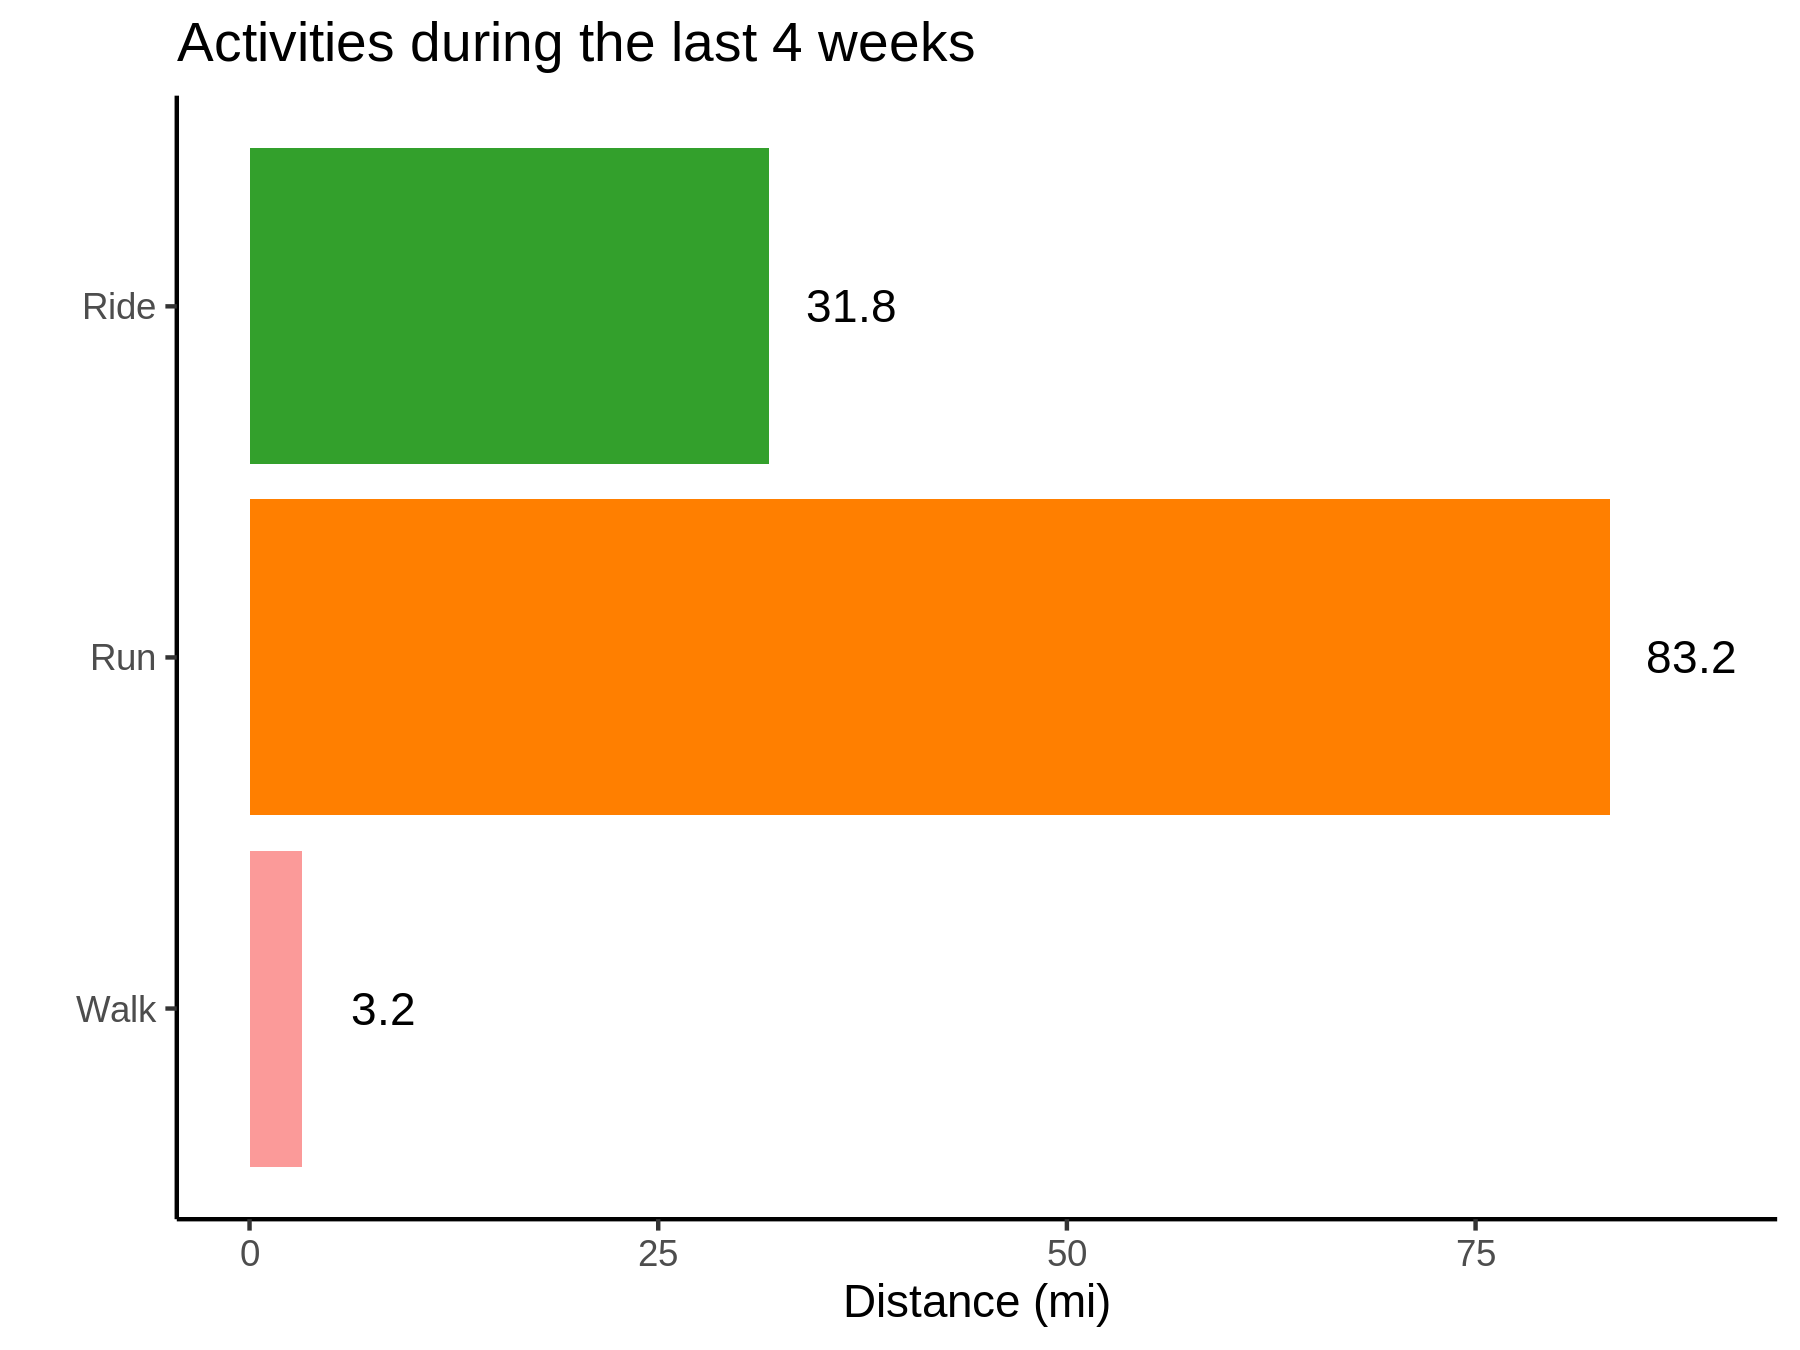 Activities during the last 4 weeks
Ride
31.8
Run
83.2
Walk
3.2
0 25 50 75
Distance (mi)